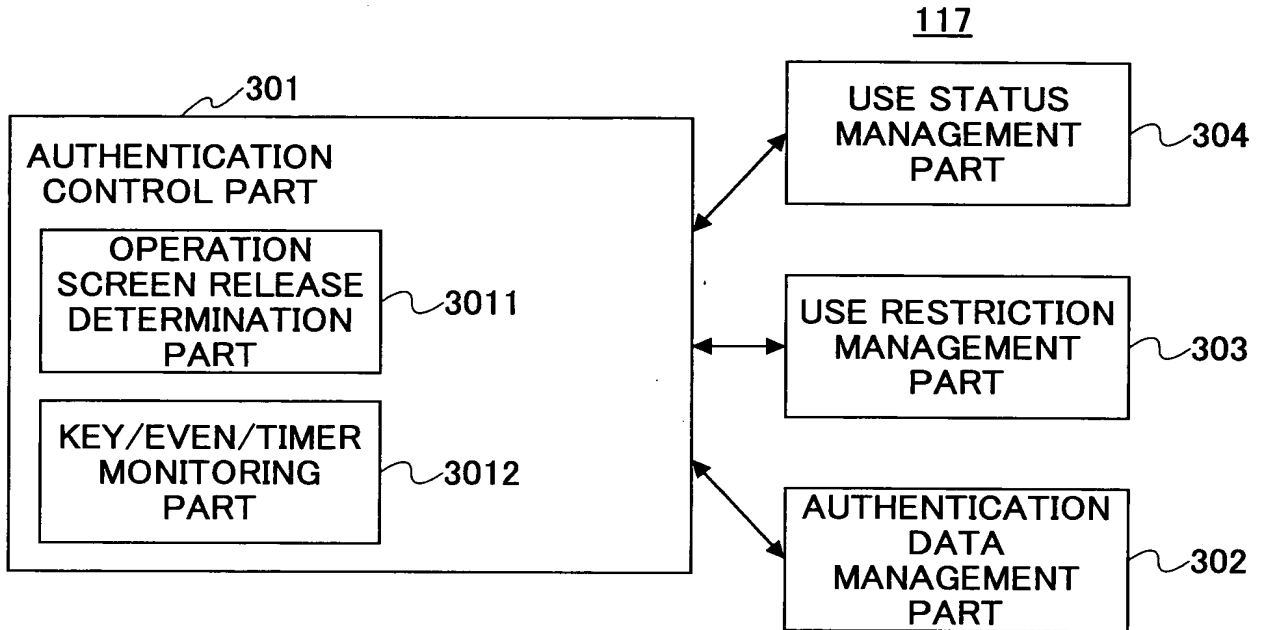 117
301
AUTHENTICATION
CONTROL PART
OPERATION
SCREEN RELEASE
DETERMINATION
PART
3011
KEY/EVEN/TIMER
MONITORING
PART
3012
USE STATUS
MANAGEMENT
PART
304
USE RESTRICTION
MANAGEMENT
PART
303
AUTHENTICATION
DATA
MANAGEMENT
PART
302